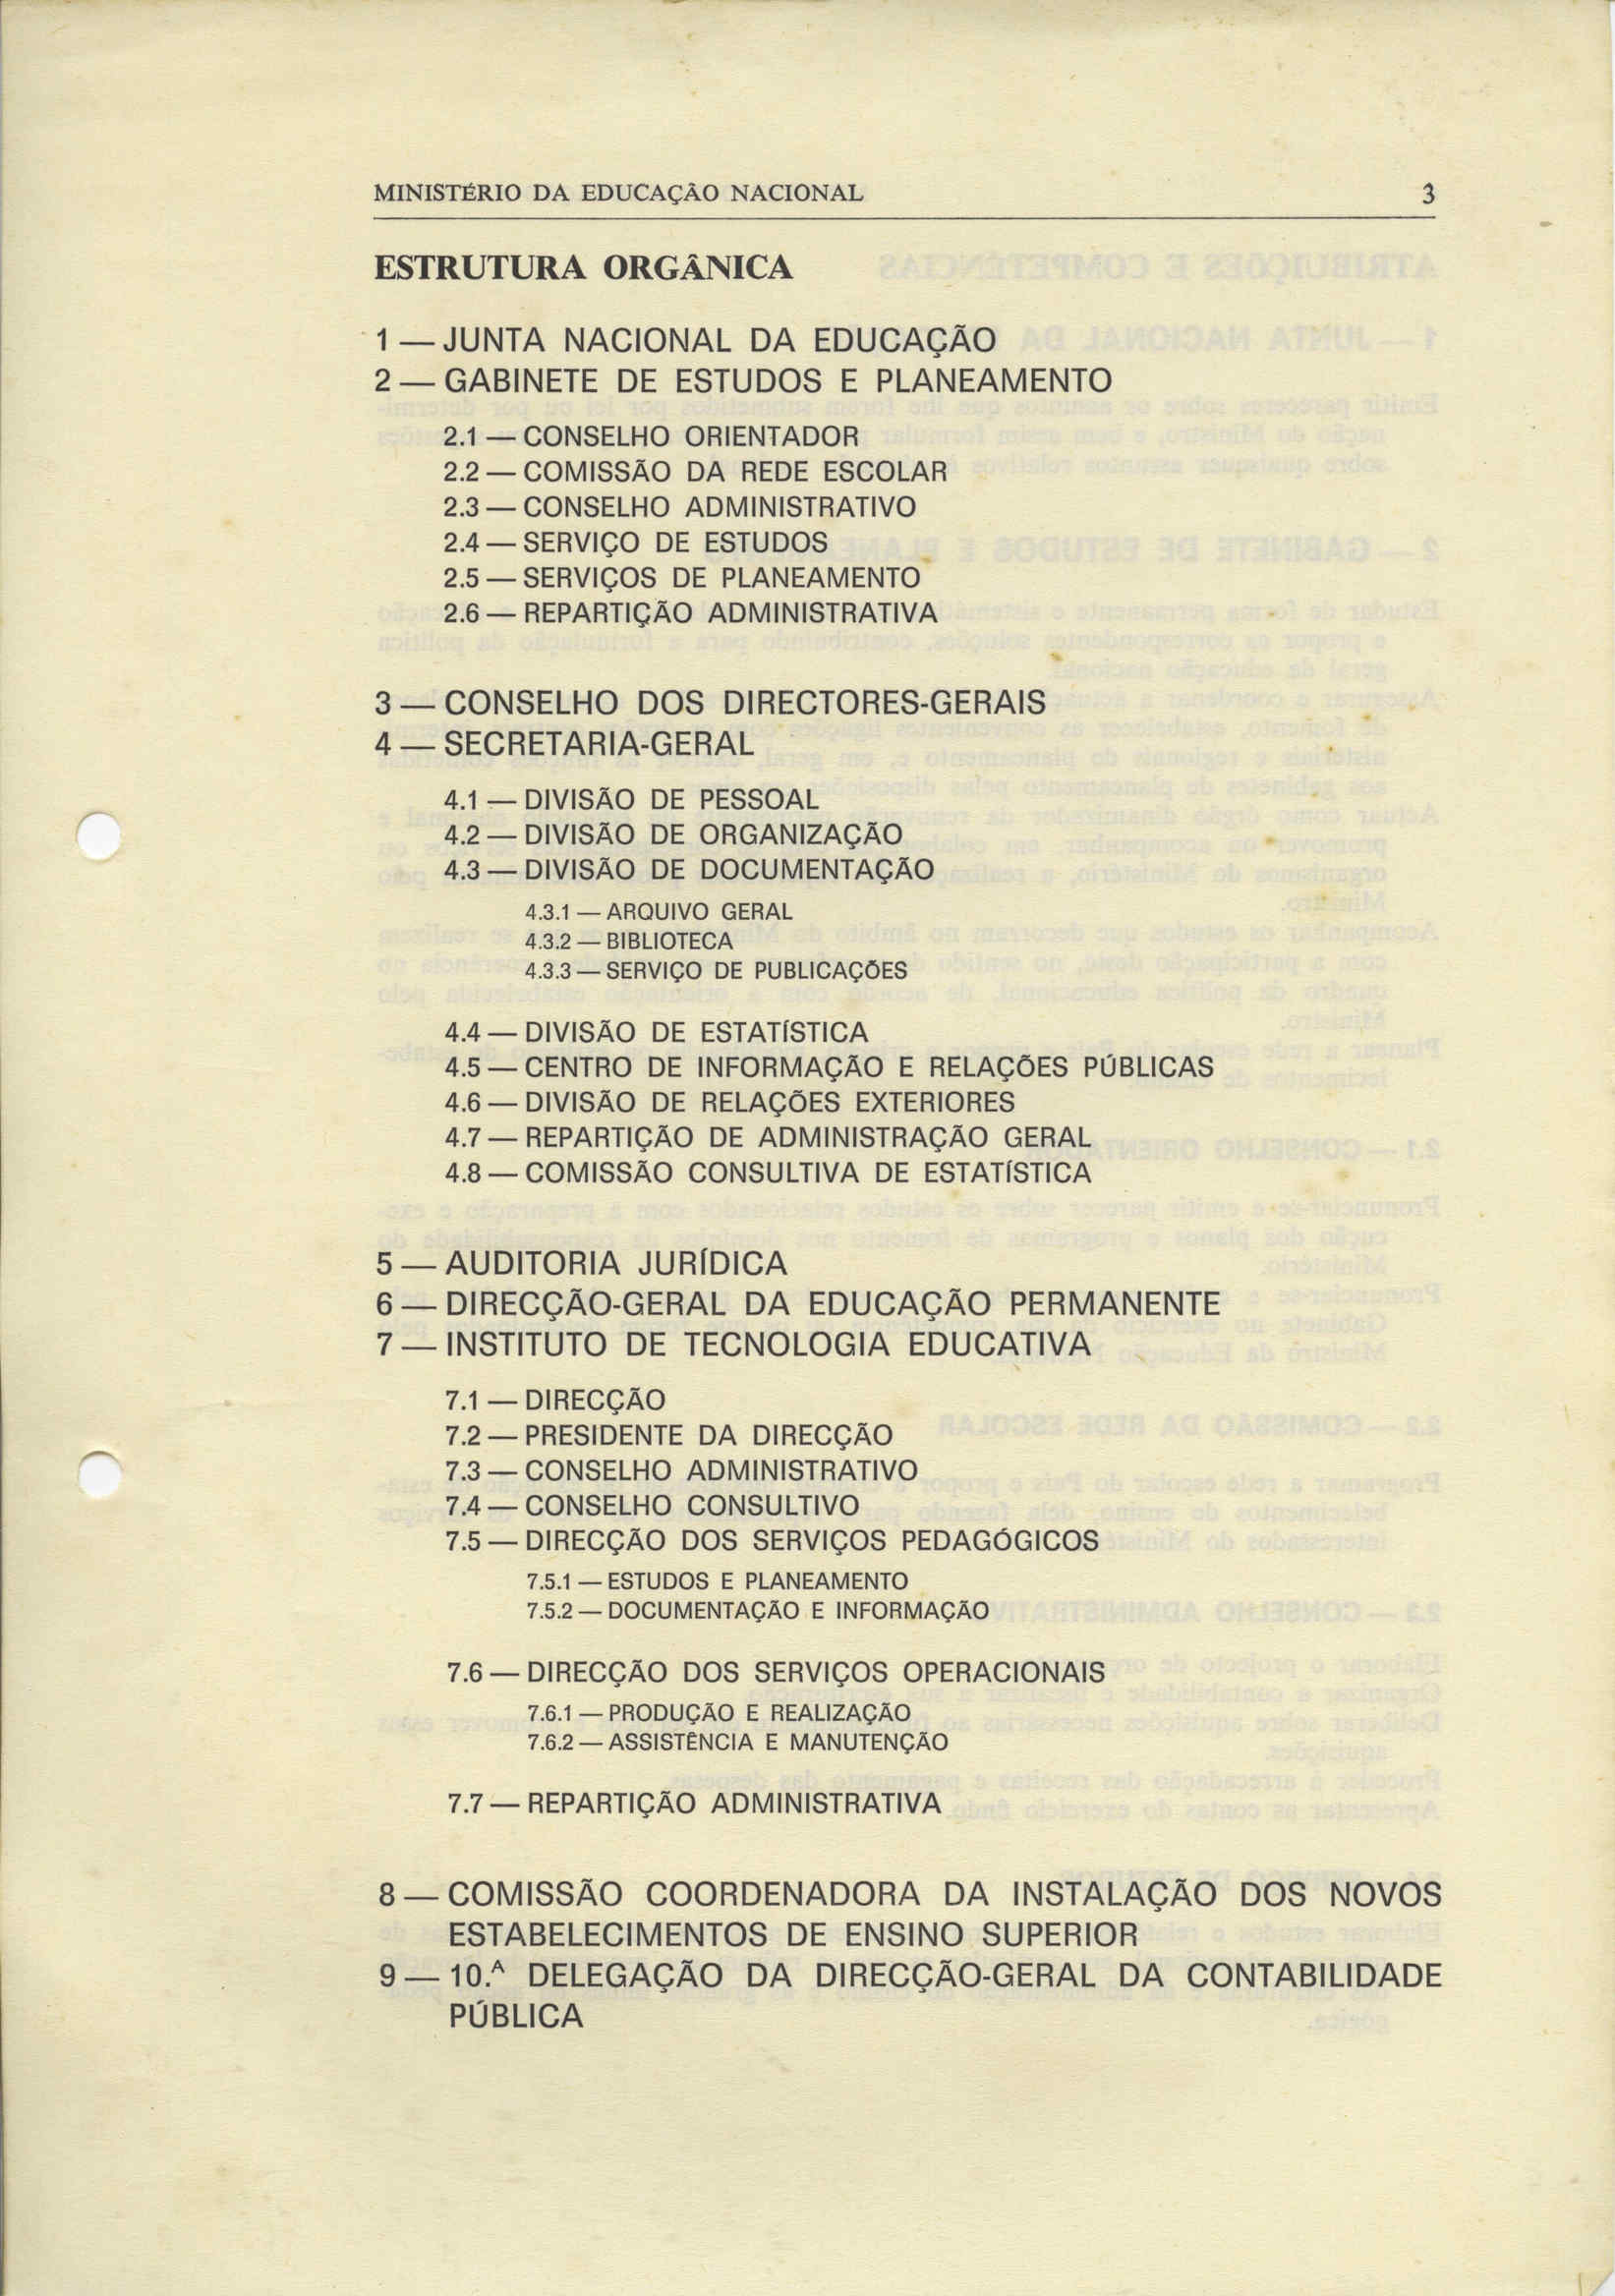 MINISTÉRIO DA EDUCAÇÃO NACIONAL 3
ESTRUTURA ORGÂNICA
1 — JUNTA NACIONAL DA EDUCAÇÃO
2 — GABINETE DE ESTUDOS E PLANEAMENTO
2.1 — CONSELHO ORIENTADOR
2.2 — COMISSÃO DA REDE ESCOLAR
2.3 — CONSELHO ADMINISTRATIVO
2.4 — SERVIÇO DE ESTUDOS
2.5 — SERVIÇOS DE PLANEAMENTO
2.6 — REPARTIÇÃO ADMINISTRATIVA
3 — CONSELHO DOS DIRECTORES-GERAIS
4 — SECRETARIA-GERAL
4.1 — DIVISÃO DE PESSOAL
4.2 — DIVISÃO DE ORGANIZAÇÃO
4.3 — DIVISÃO DE DOCUMENTAÇÃO
4.3.1 — ARQUIVO GERAL
4.3.2 — BIBLIOTECA
4.3.3 — SERVIÇO DE PUBLICAÇÕES
4.4 — DIVISÃO DE ESTATÍSTICA
4.5 — CENTRO DE INFORMAÇÃO E RELAÇÕES PÚBLICAS
4.6 — DIVISÃO DE RELAÇÕES EXTERIORES
4.7 — REPARTIÇÃO DE ADMINISTRAÇÃO GERAL
4.8 — COMISSÃO CONSULTIVA DE ESTATÍSTICA
5 — AUDITORIA JURÍDICA
6 — DIRECÇÃO-GERAL DA EDUCAÇÃO PERMANENTE
7 — INSTITUTO DE TECNOLOGIA EDUCATIVA
7.1 — DIRECÇÃO
7.2 — PRESIDENTE DA DIRECÇÃO
7.3 — CONSELHO ADMINISTRATIVO
7.4 — CONSELHO CONSULTIVO
7.5 — DIRECÇÃO DOS SERVIÇOS PEDAGÓGICOS
7.5.1 — ESTUDOS E PLANEAMENTO
7.5.2 — DOCUMENTAÇÃO E INFORMAÇÃO
7.6 — DIRECÇÃO DOS SERVIÇOS OPERACIONAIS
7.6.1 — PRODUÇÃO E REALIZAÇÃO
7.6.2 — ASSISTÊNCIA E MANUTENÇÃO
7.7 — REPARTIÇÃO ADMINISTRATIVA
8 — COMISSÃO COORDENADORA DA INSTALAÇÃO DOS NOVOS
ESTABELECIMENTOS DE ENSINO SUPERIOR
9 — 10.ª DELEGAÇÃO DA DIRECÇÃO-GERAL DA CONTABILIDADE
PÚBLICA